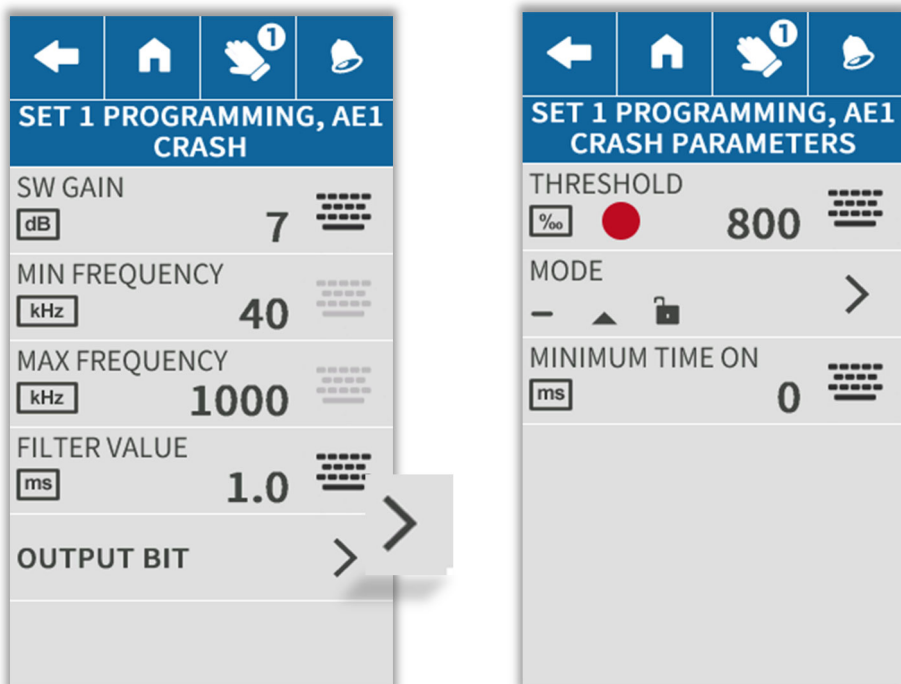 1
SET 1 PROGRAMMING, AE1
CRASH
SW GAIN
dB
7
MIN FREQUENCY
kHz
40
MAX FREQUENCY
kHz
1000
FILTER VALUE
ms
1.0
OUTPUT BIT
1
SET 1 PROGRAMMING, AE1
CRASH PARAMETERS
THRESHOLD
‰
800
MODE
MINIMUM TIME ON
ms
0